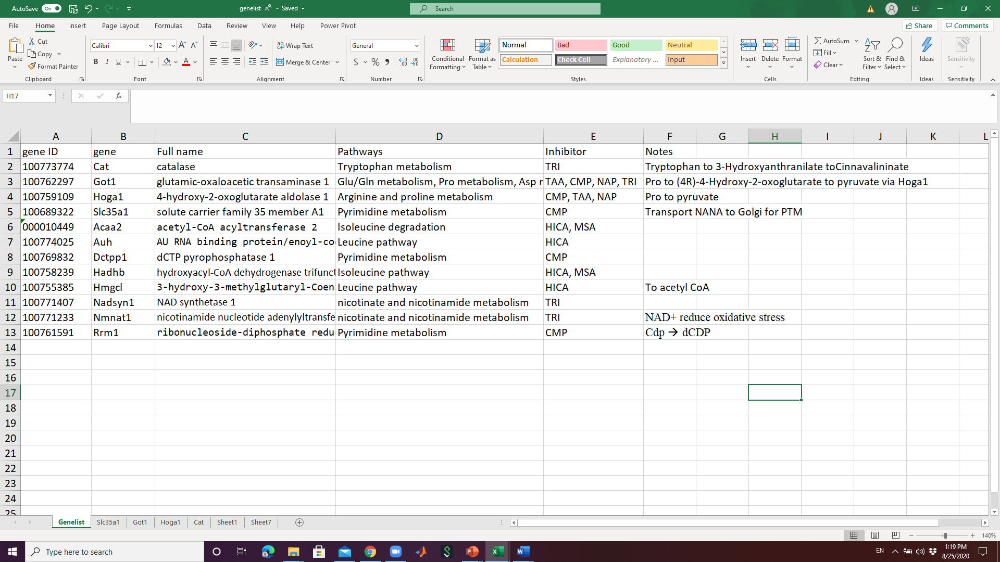 AutoSave On genelist - Saved Search
File Home Insert Page Layout Formulas Data Review View Help Power Pivot Share Comments
Paste Cut Copy Format Painter Clipboard
Calibri 12 A A B I U A Font
Wrap Text Merge & Center Alignment
General $ % Number
Conditional Formatting Format as Table
Normal Bad Good Neutral
Calculation Check Cell Explanatory ... Input
Styles
Insert Delete Format Cells
AutoSum Fill Clear Sort & Filter Find & Select Editing
Ideas Ideas
Sensitivity Sensitivity
H17 fx
A B C D E F G H I J K L
1 gene ID gene Full name Pathways Inhibitor Notes
2 100773774 Cat catalase Tryptophan metabolism TRI Tryptophan to 3-Hydroxyanthranilate toCinnavalininate
3 100762297 Got1 glutamic-oxaloacetic transaminase 1 Glu/Gln metabolism, Pro metabolism, Asp TAA, CMP, NAP, TRI Pro to (4R)-4-Hydroxy-2-oxoglutarate to pyruvate via Hoga1
4 100759109 Hoga1 4-hydroxy-2-oxoglutarate aldolase 1 Arginine and proline metabolism CMP, TAA, NAP Pro to pyruvate
5 100689322 Slc35a1 solute carrier family 35 member A1 Pyrimidine metabolism CMP Transport NANA to Golgi for PTM
6 000010449 Acaa2 acetyl-CoA acyltransferase 2 Isoleucine degradation HICA, MSA
7 100774025 Auh AU RNA binding protein/enoyl-co Leucine pathway HICA
8 100769832 Dctpp1 dCTP pyrophosphatase 1 Pyrimidine metabolism CMP
9 100758239 Hadhb hydroxyacyl-CoA dehydrogenase trifunct Isoleucine pathway HICA, MSA
10 100755385 Hmgcl 3-hydroxy-3-methylglutaryl-Coen Leucine pathway HICA To acetyl CoA
11 100771407 Nadsyn1 NAD synthetase 1 nicotinate and nicotinamide metabolism TRI
12 100771233 Nmnat1 nicotinamide nucleotide adenylyltransfe nicotinate and nicotinamide metabolism TRI NAD+ reduce oxidative stress
13 100761591 Rrm1 ribonucleoside-diphosphate redu Pyrimidine metabolism CMP Cdp → dCDP
14
15
16
17
18
19
20
21
22
23
24
25
Genelist Slc35a1 Got1 Hoga1 Cat Sheet1 Sheet7
140%
Type here to search EN 1:19 PM
8/25/2020